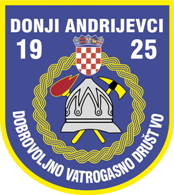 DONJI ANDRIJEVCI
19 25
DOBROVOLJNO VATROGASNO DRUŠTVO